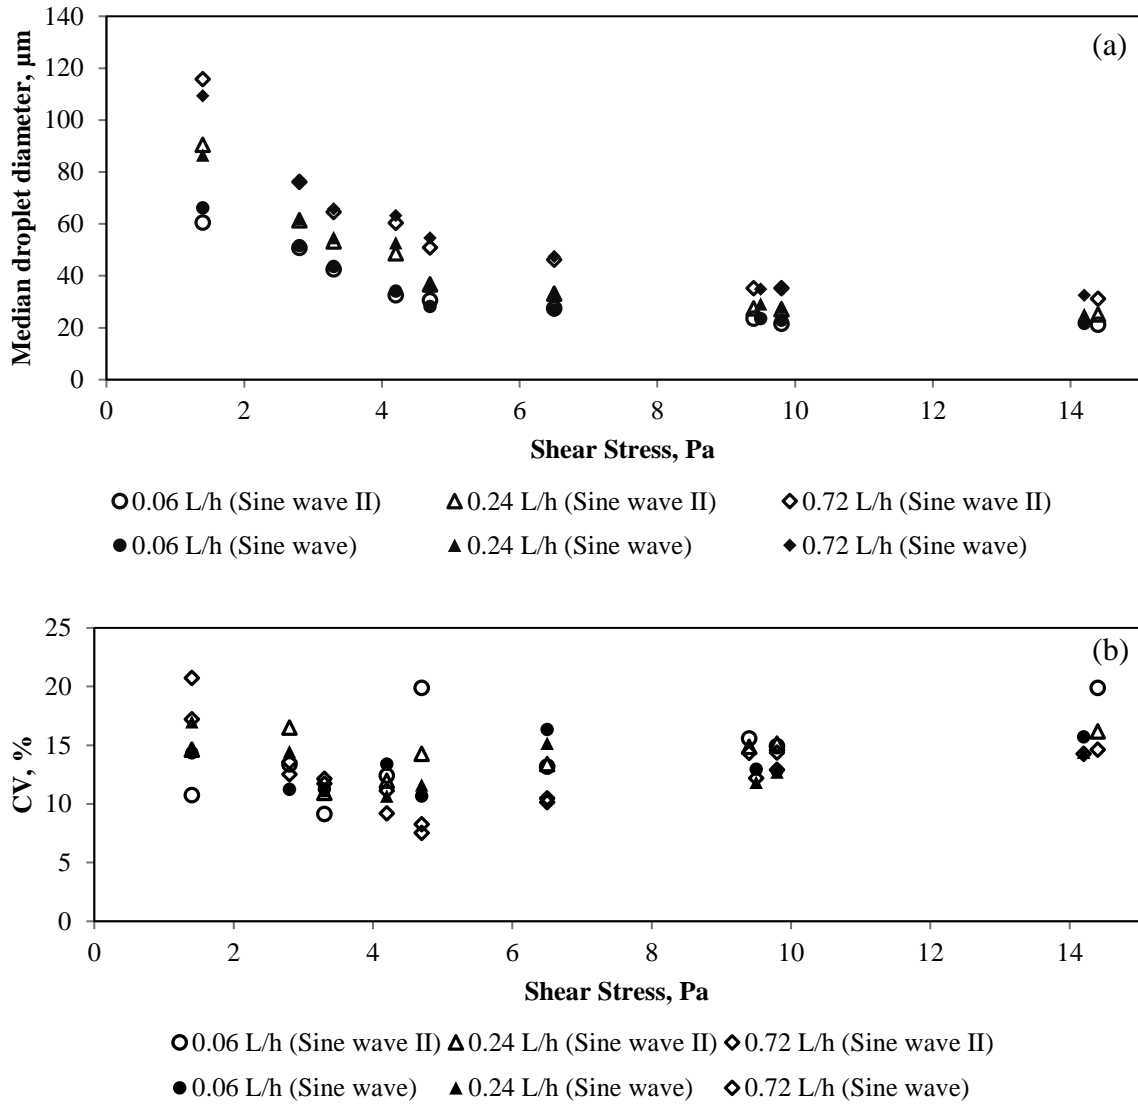 (a)
Median droplet diameter, µm
140
120
100
80
60
40
20
0
0 2 4 6 8 10 12 14
Shear Stress, Pa
0.06 L/h (Sine wave II) 0.24 L/h (Sine wave II) 0.72 L/h (Sine wave II)
0.06 L/h (Sine wave) 0.24 L/h (Sine wave) 0.72 L/h (Sine wave)
(b)
CV, %
25
20
15
10
5
0
0 2 4 6 8 10 12 14
Shear Stress, Pa
0.06 L/h (Sine wave II) 0.24 L/h (Sine wave II) 0.72 L/h (Sine wave II)
0.06 L/h (Sine wave) 0.24 L/h (Sine wave) 0.72 L/h (Sine wave)